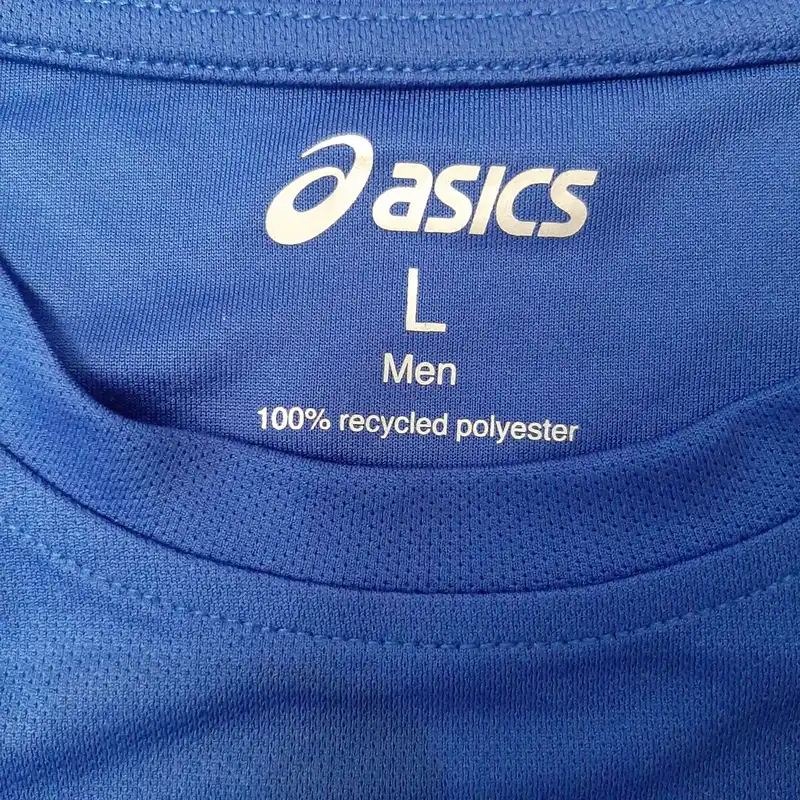 asics
L
Men
100% recycled polyester